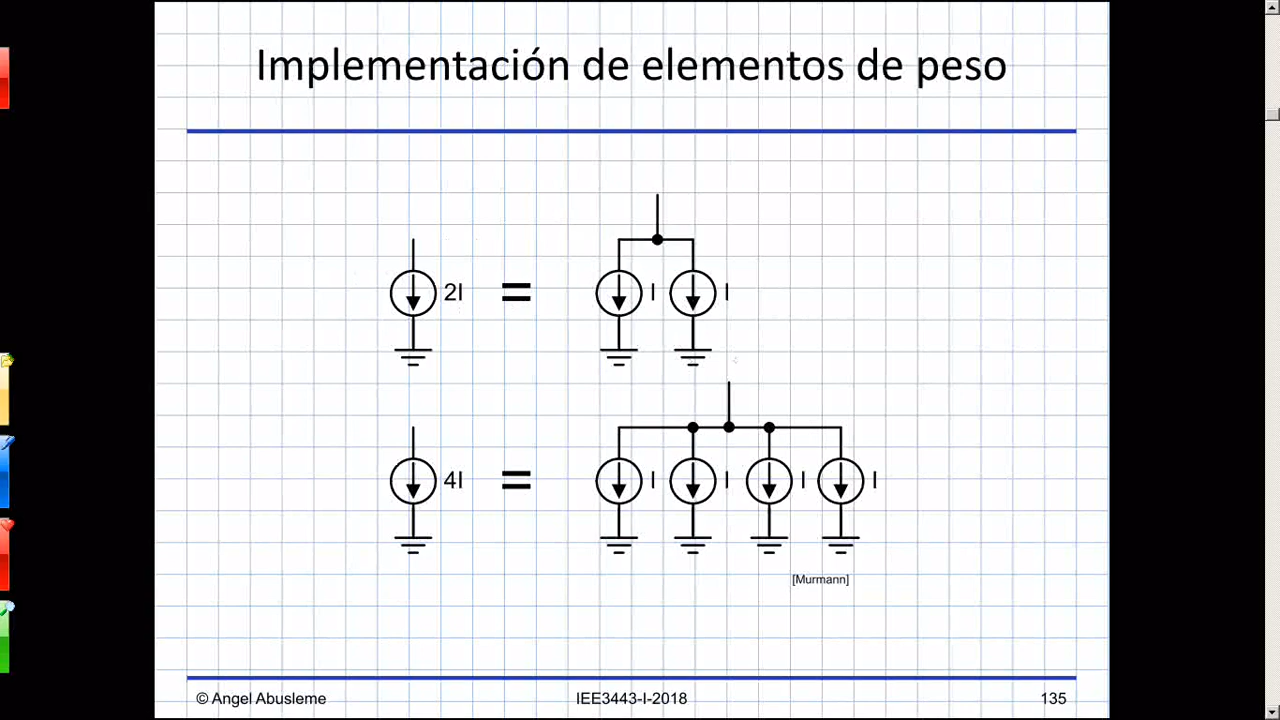 Implementación de elementos de peso
2I = I I
4I = I I I I
[Murmann]
© Angel Abusleme IEE3443-I-2018 135